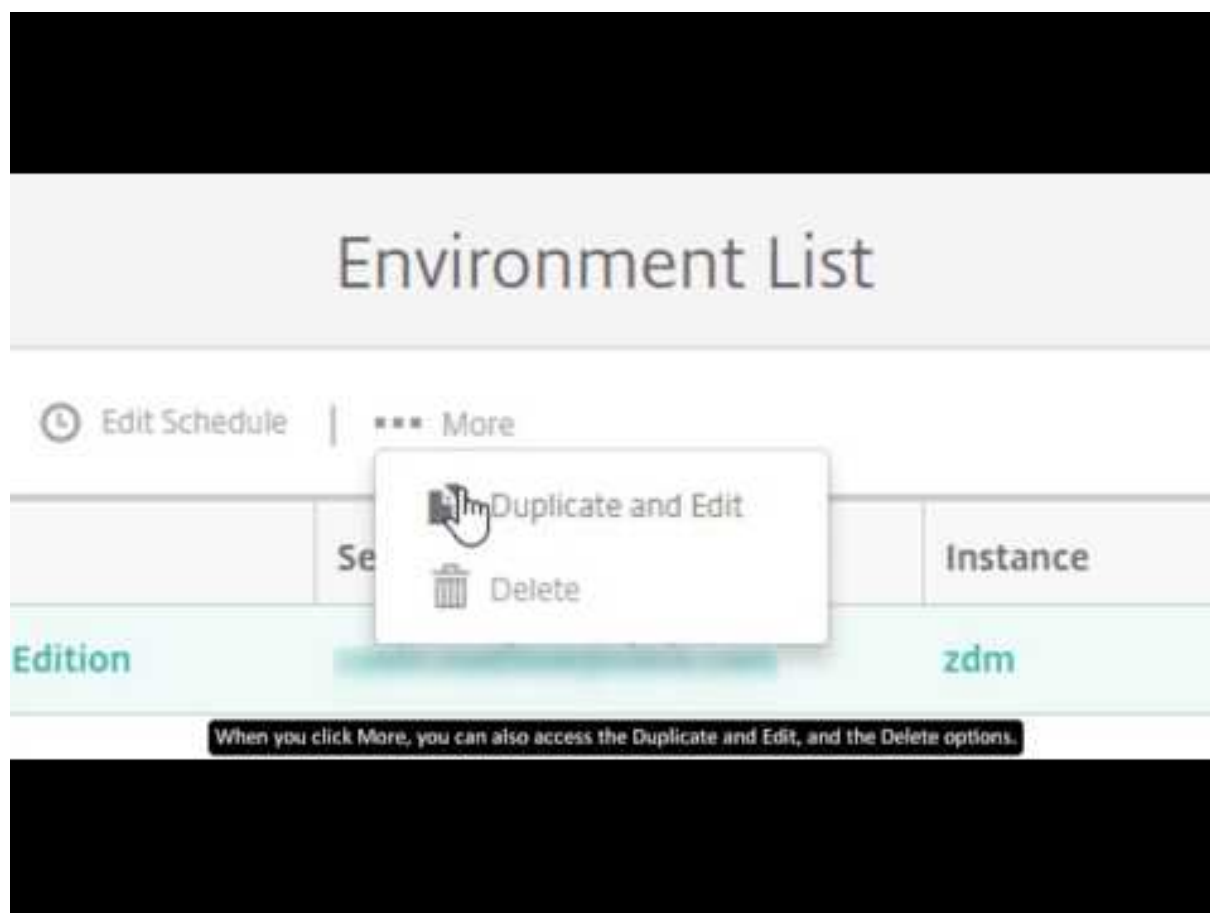 Environment List
Edit Schedule | ••• More
Duplicate and Edit
Se Instance
Delete
Edition zdm
When you click More, you can also access the Duplicate and Edit, and the Delete options.